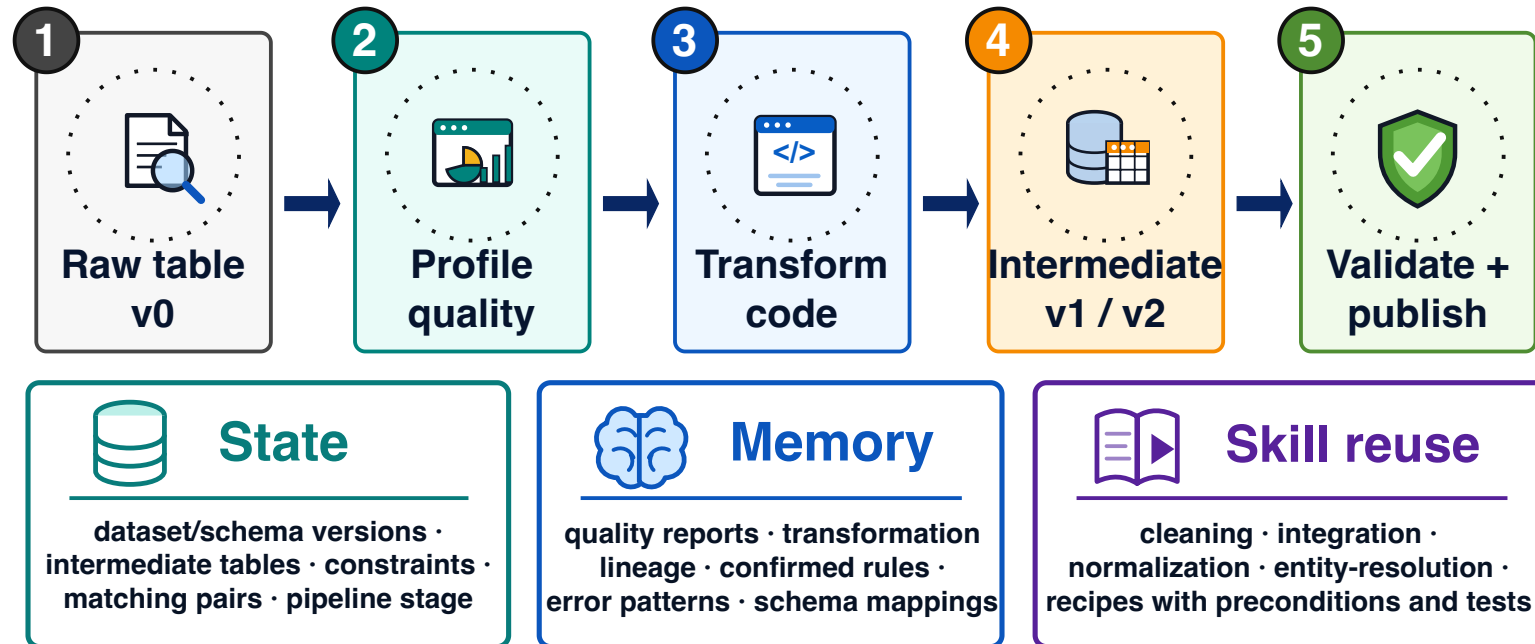 1
2
3
4
5
</>
Raw table
v0
Profile
quality
Transform
code
Intermediate
v1 / v2
Validate +
publish
State
dataset/schema versions ·
intermediate tables · constraints ·
matching pairs · pipeline stage
Memory
quality reports · transformation
lineage · confirmed rules ·
error patterns · schema mappings
Skill reuse
cleaning · integration ·
normalization · entity-resolution ·
recipes with preconditions and tests